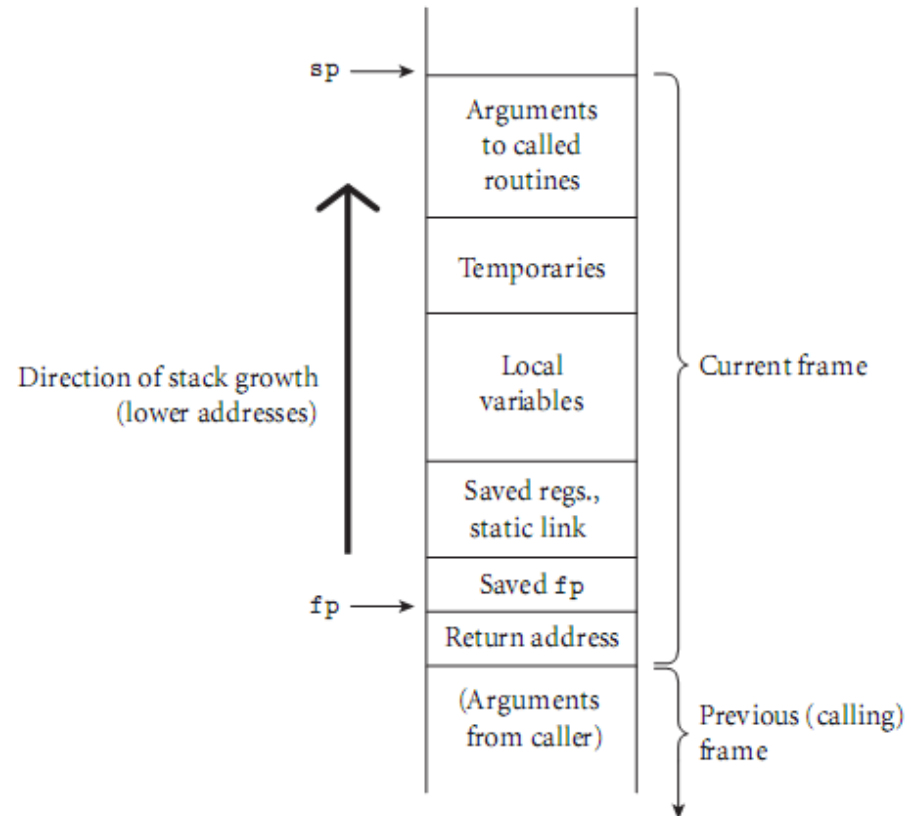 sp
Arguments
to called
routines
Temporaries
Direction of stack growth
(lower addresses)
Local
variables
Current frame
Saved regs.,
static link
Saved fp
fp
Return address
(Arguments
from caller)
Previous (calling)
frame